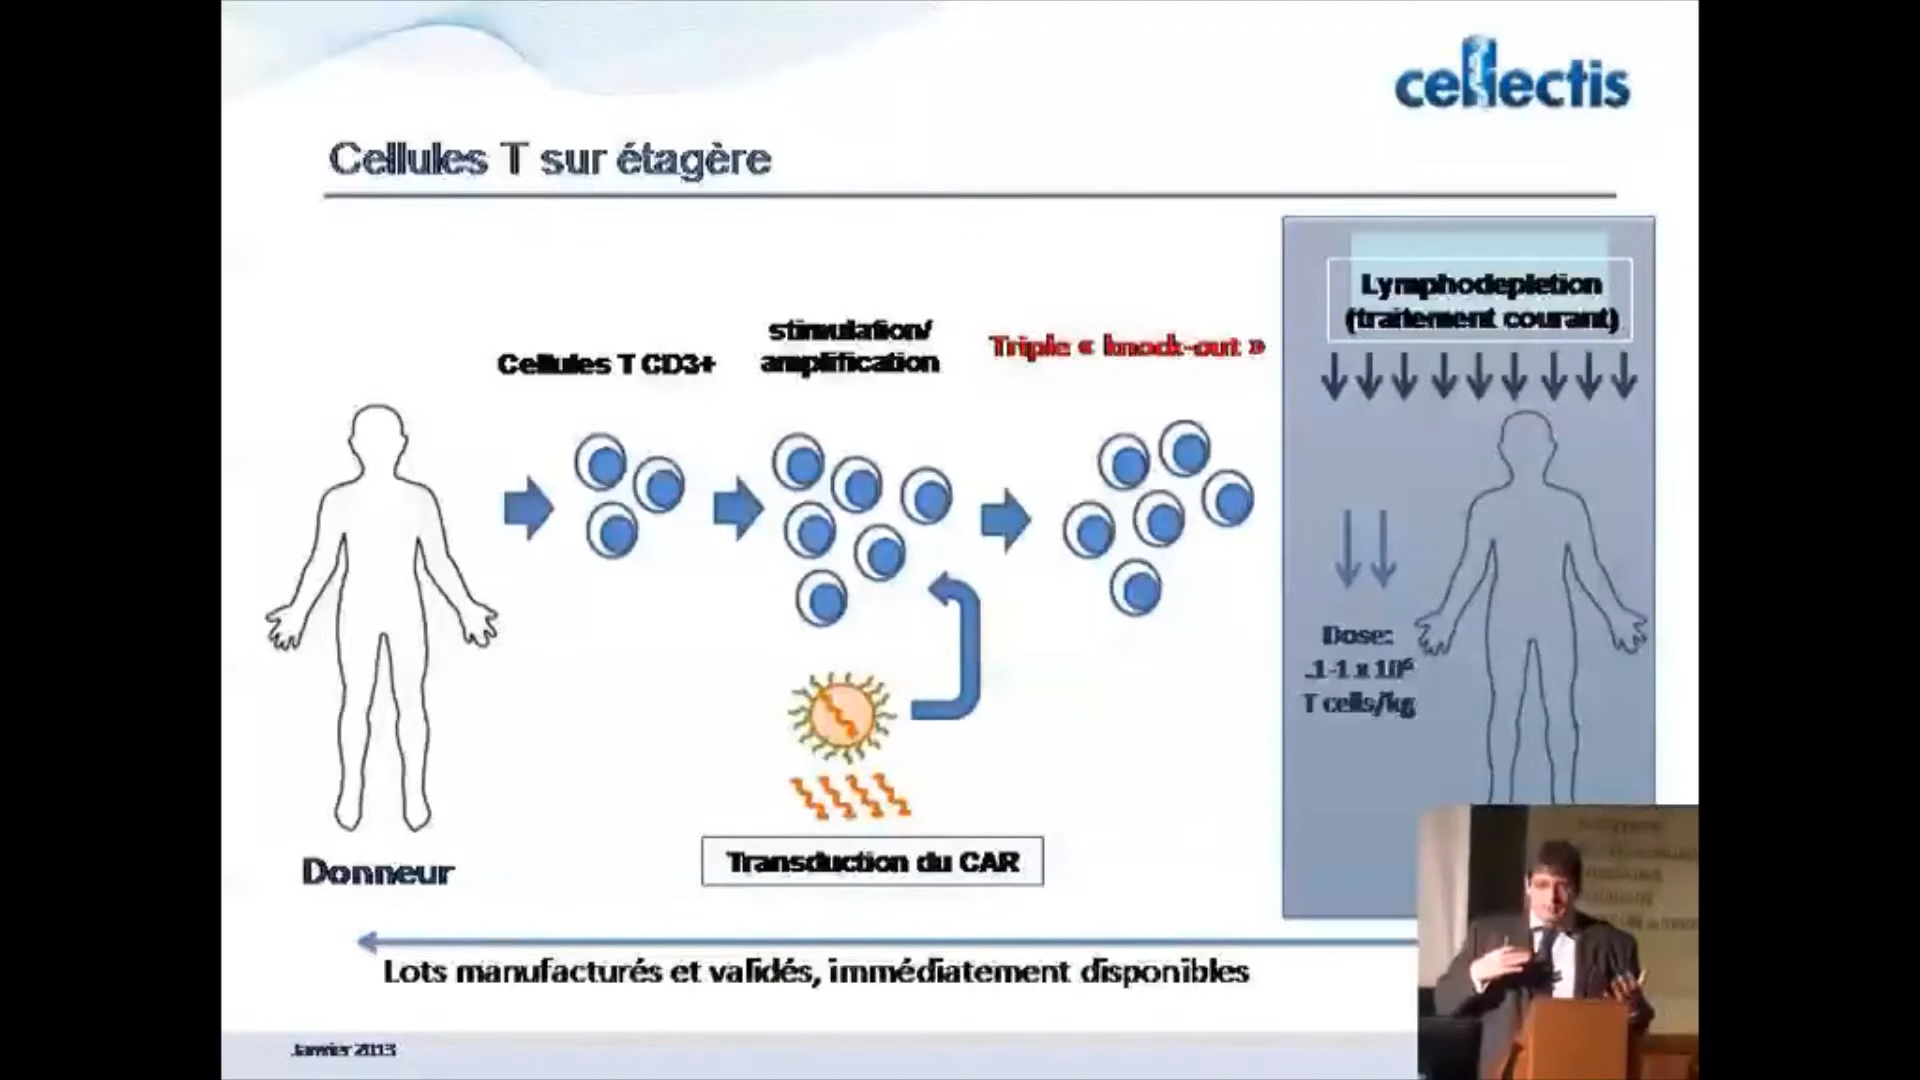 cellectis
Cellules T sur étagère
Lymphodepletion
(traitement courant)
stimulation/
amplification
Cellules T CD3+
Triple « knock-out »
Dose:
.1-1 x 10⁶
T cells/kg
Transduction du CAR
Donneur
Lots manufacturés et validés, immédiatement disponibles
Janvier 2013